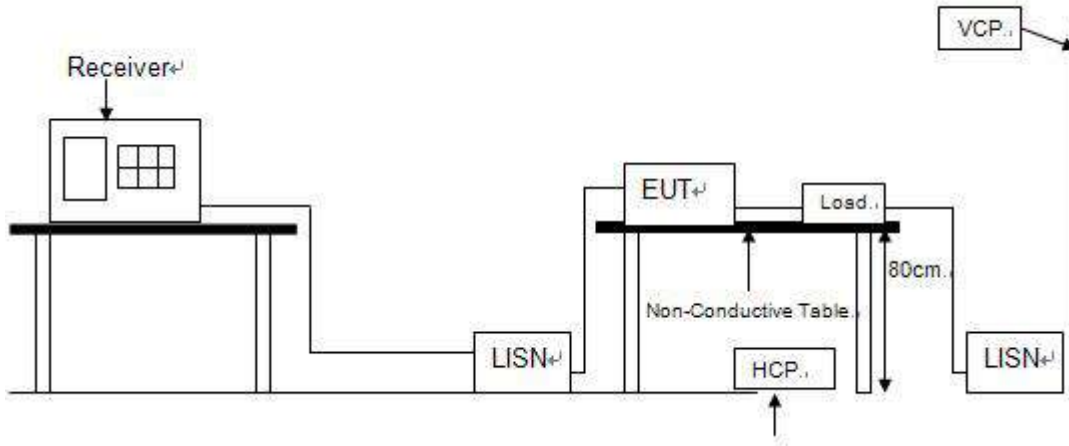 VCP.
Receiver↵
EUT↵
Load.
80cm.
Non-Conductive Table.
LISN↵
HCP.
LISN↵